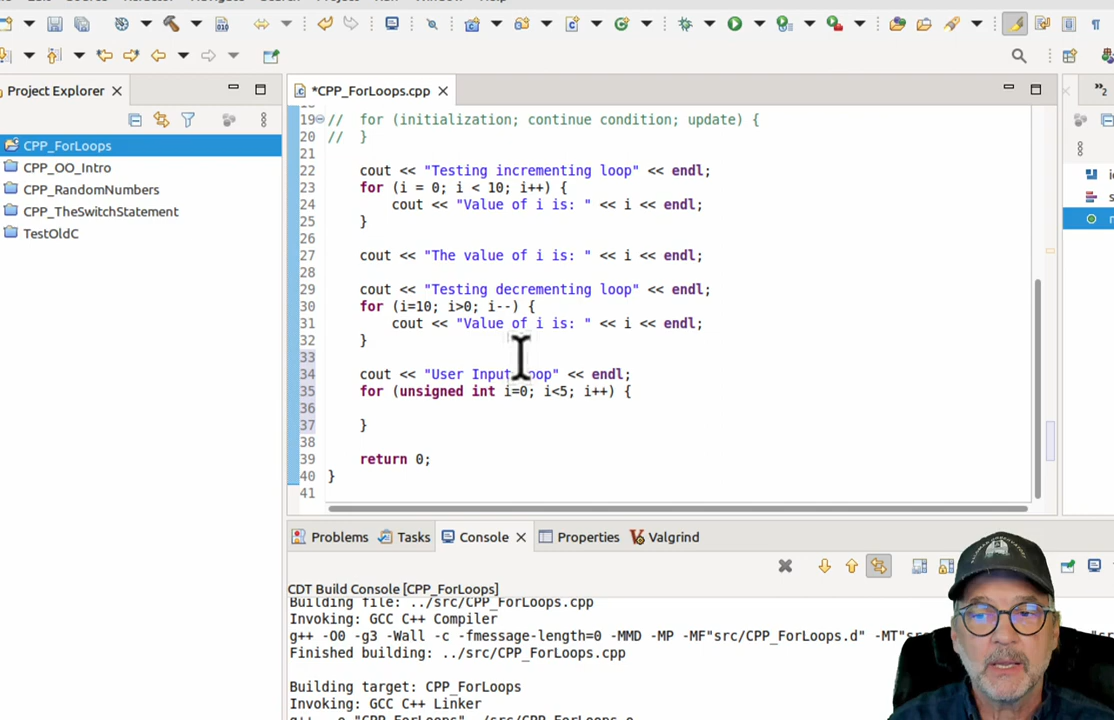 Project Explorer
*CPP_ForLoops.cpp
CPP_ForLoops
CPP_OO_Intro
CPP_RandomNumbers
CPP_TheSwitchStatement
TestOldC
19 // for (initialization; continue condition; update) {
20 // }
21
22 cout << "Testing incrementing loop" << endl;
23 for (i = 0; i < 10; i++) {
24 cout << "Value of i is: " << i << endl;
25 }
26
27 cout << "The value of i is: " << i << endl;
28
29 cout << "Testing decrementing loop" << endl;
30 for (i=10; i>0; i--) {
31 cout << "Value of i is: " << i << endl;
32 }
33
34 cout << "User Input loop" << endl;
35 for (unsigned int i=0; i<5; i++) {
36
37 }
38
39 return 0;
40 }
41
Problems Tasks Console Properties Valgrind
CDT Build Console [CPP_ForLoops]
Building file: ../src/CPP_ForLoops.cpp
Invoking: GCC C++ Compiler
g++ -O0 -g3 -Wall -c -fmessage-length=0 -MMD -MP -MF"src/CPP_ForLoops.d" -MT"
Finished building: ../src/CPP_ForLoops.cpp
Building target: CPP_ForLoops
Invoking: GCC C++ Linker